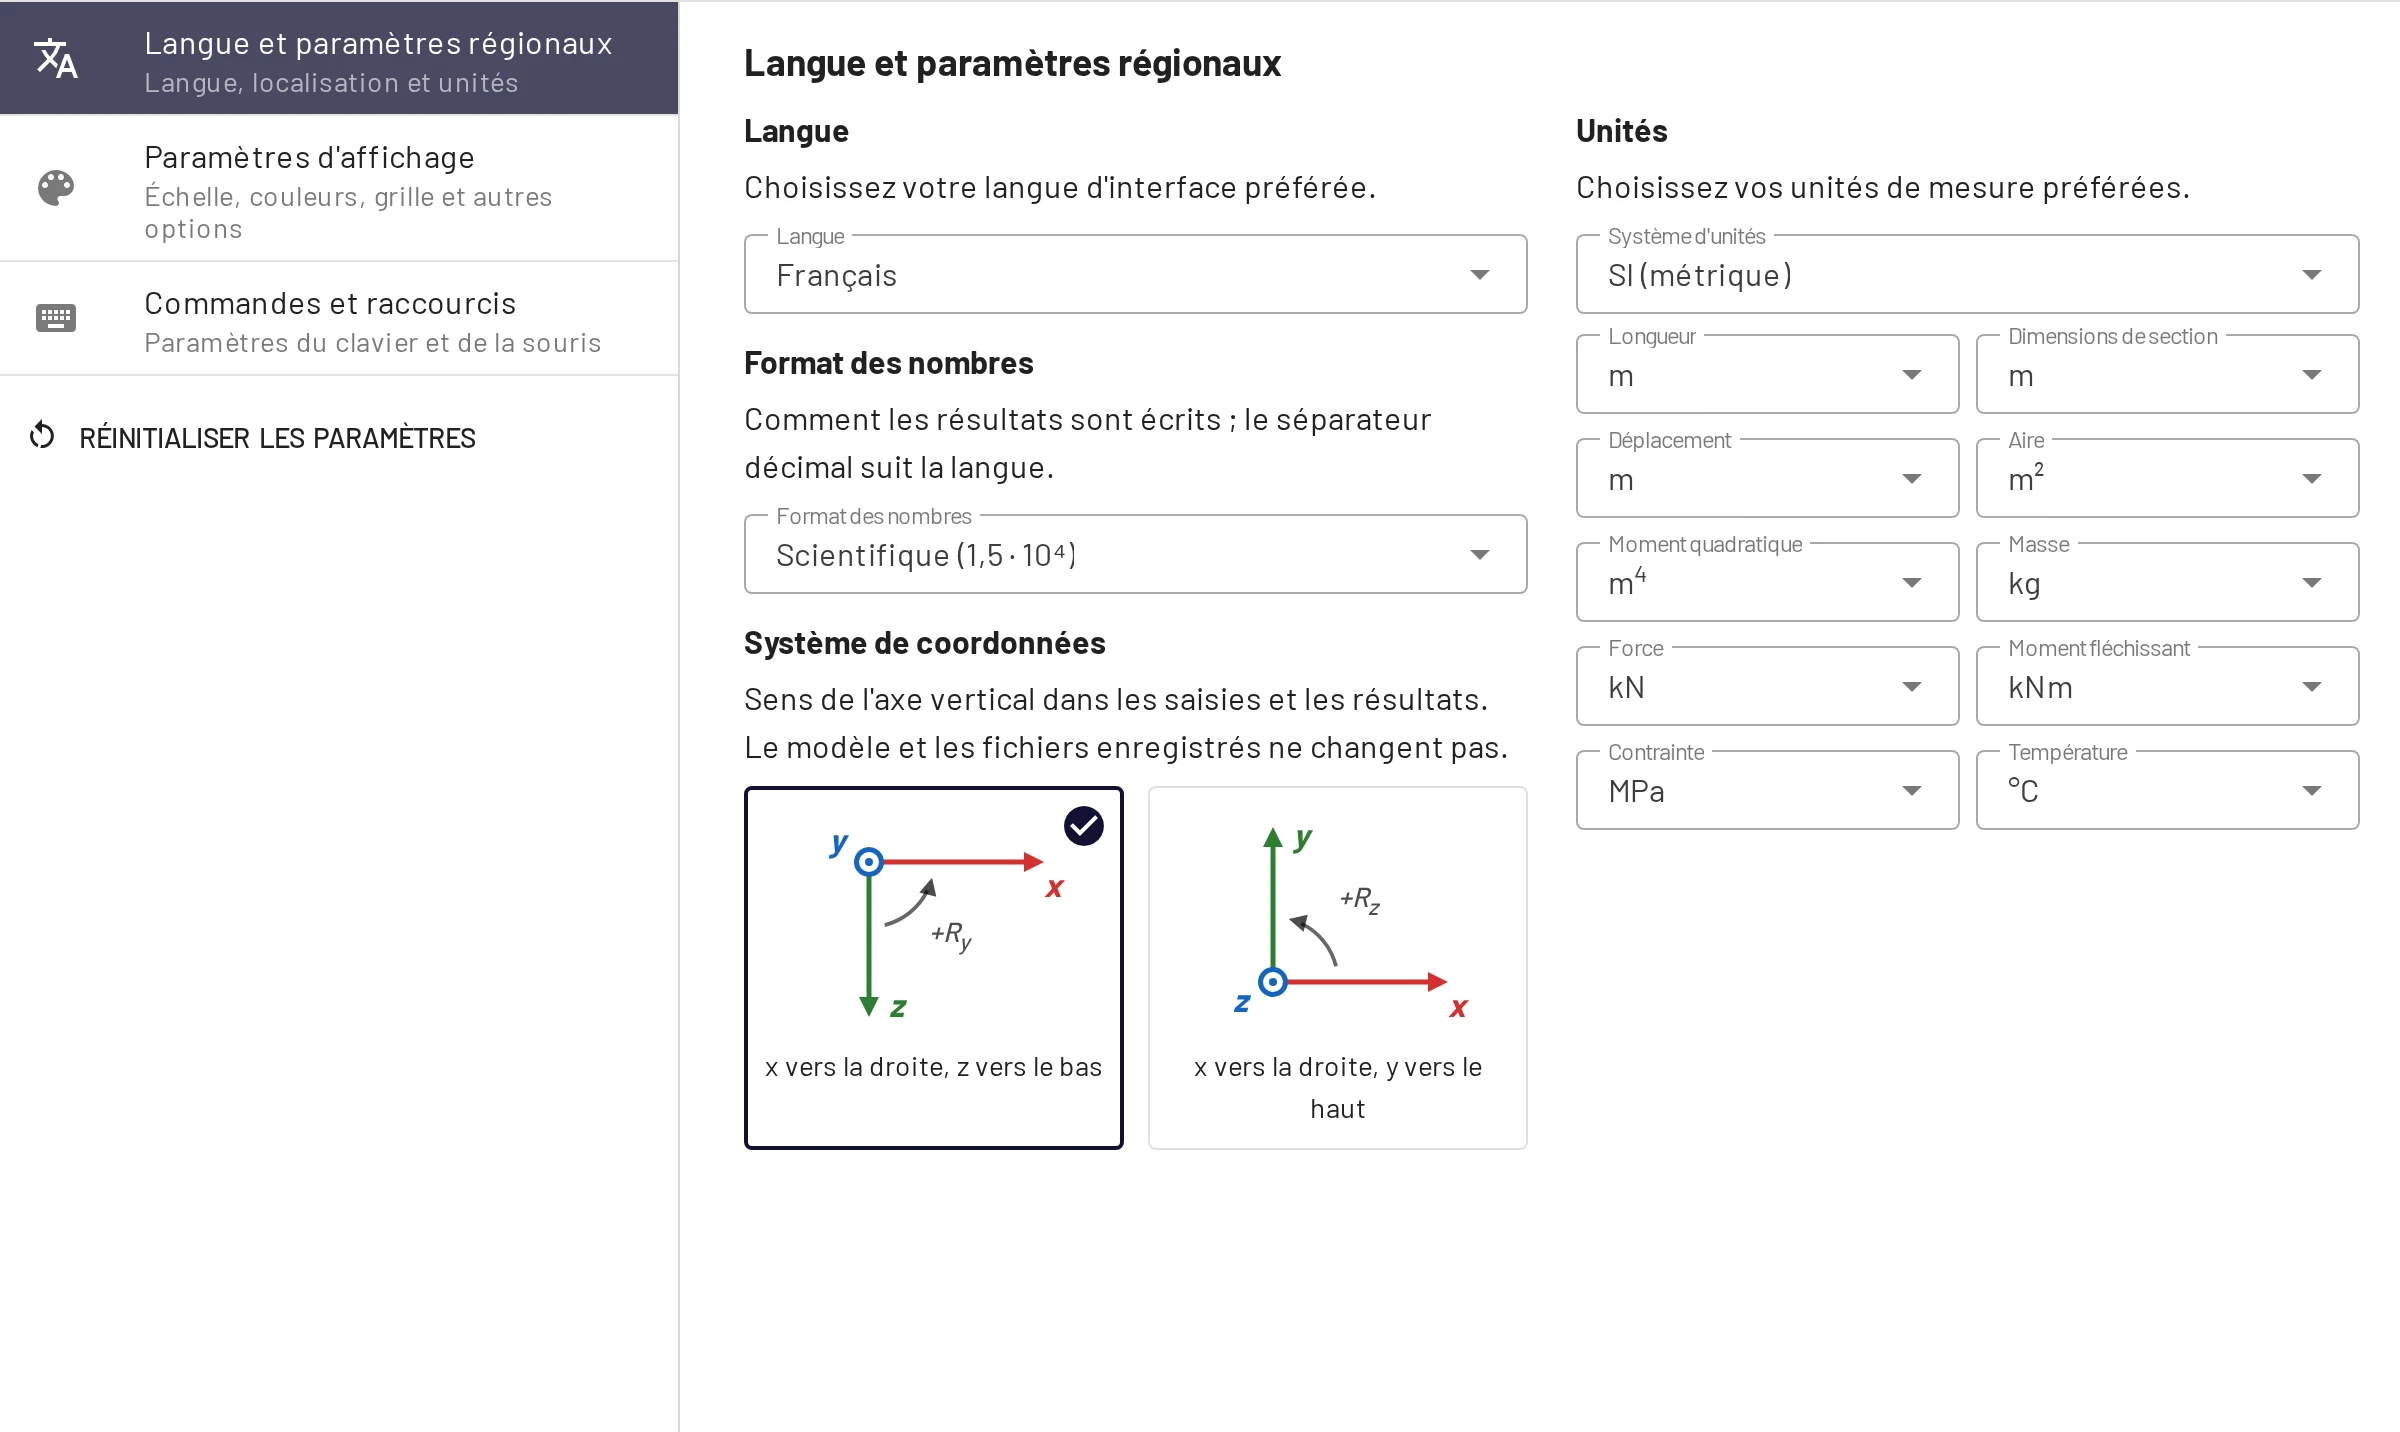 Langue et paramètres régionaux
Langue, localisation et unités
Paramètres d'affichage
Échelle, couleurs, grille et autres
options
Commandes et raccourcis
Paramètres du clavier et de la souris
RÉINITIALISER LES PARAMÈTRES
Langue et paramètres régionaux
Langue
Choisissez votre langue d'interface préférée.
Langue
Français
Format des nombres
Comment les résultats sont écrits ; le séparateur
décimal suit la langue.
Format des nombres
Scientifique (1,5 · 10⁴)
Système de coordonnées
Sens de l'axe vertical dans les saisies et les résultats.
Le modèle et les fichiers enregistrés ne changent pas.
y
x
+Ry
z
x vers la droite, z vers le bas
y
+Rz
z
x
x vers la droite, y vers le
haut
Unités
Choisissez vos unités de mesure préférées.
Système d'unités
SI (métrique)
Longueur
m
Dimensions de section
m
Déplacement
m
Aire
m²
Moment quadratique
m⁴
Masse
kg
Force
kN
Moment fléchissant
kNm
Contrainte
MPa
Température
°C